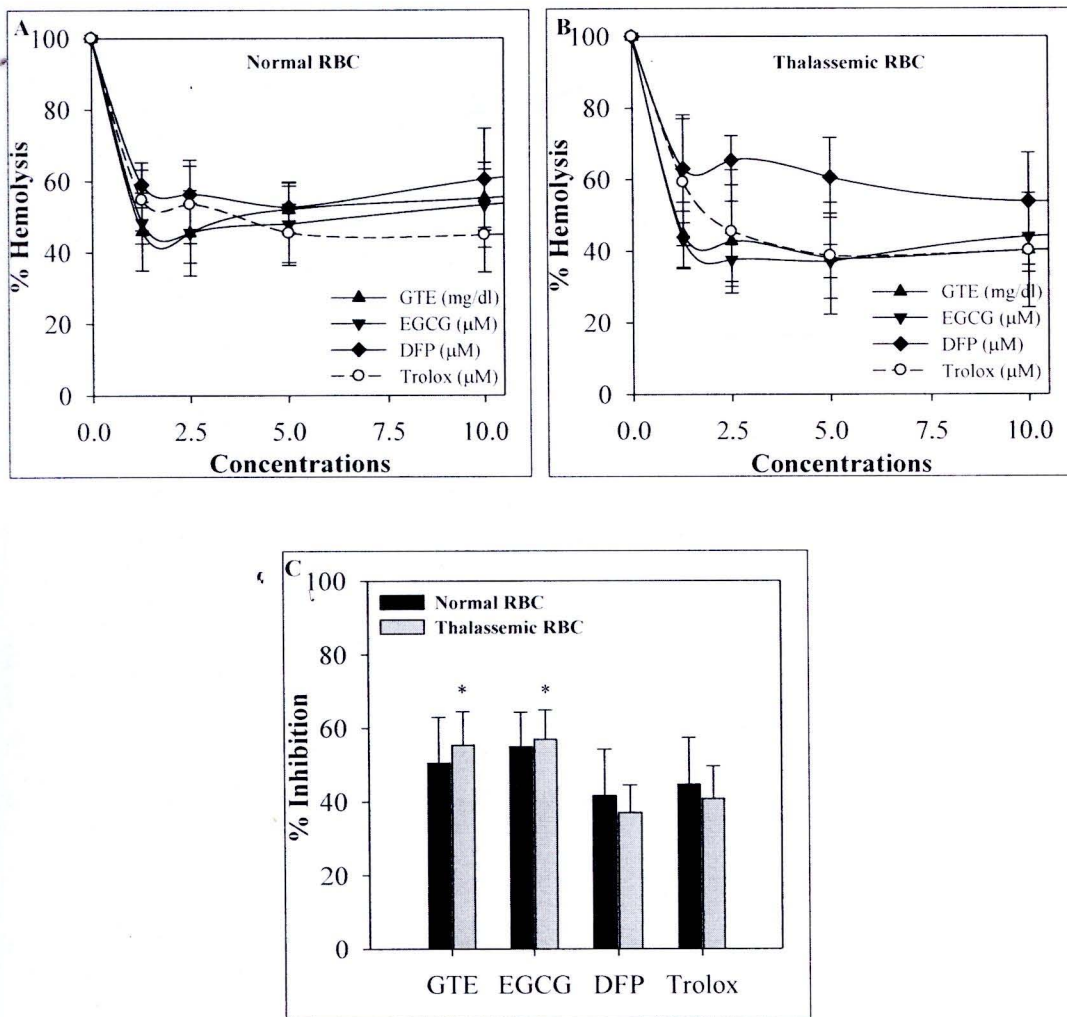 A
Normal RBC
% Hemolysis
100
80
60
40
20
0
GTE (mg/dl)
EGCG (µM)
DFP (µM)
Trolox (µM)
0.0 2.5 5.0 7.5 10.0
Concentrations
B
Thalassemic RBC
% Hemolysis
100
80
60
40
20
0
GTE (mg/dl)
EGCG (µM)
DFP (µM)
Trolox (µM)
0.0 2.5 5.0 7.5 10.0
Concentrations
C
Normal RBC
Thalassemic RBC
% Inhibition
100
80
60
40
20
0
* *
GTE EGCG DFP Trolox